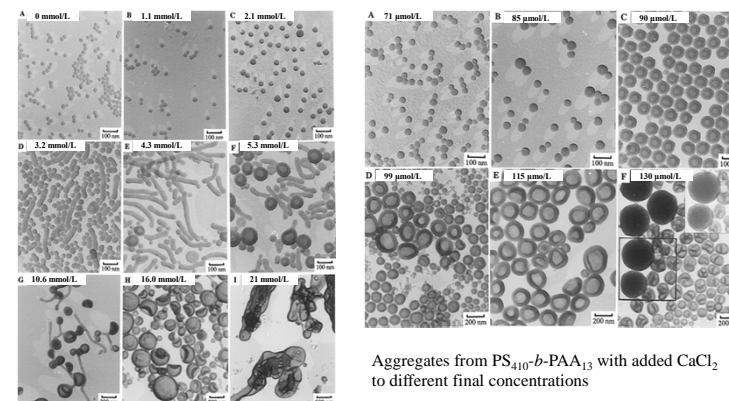 A 0 mmol/L
B 1.1 mmol/L
C 2.1 mmol/L
100 nm
100 nm
100 nm
D 3.2 mmol/L
E 4.3 mmol/L
F 5.3 mmol/L
100 nm
100 nm
100 nm
G 10.6 mmol/L
H 16.0 mmol/L
I 21 mmol/L
A 71 μmol/L
B 85 μmol/L
C 90 μmol/L
100 nm
100 nm
100 nm
D 99 μmol/L
E 115 μmo/L
F 130 μmol/L
200 nm
200 nm
200 nm
Aggregates from PS₄₁₀-b-PAA₁₃ with added CaCl₂
to different final concentrations